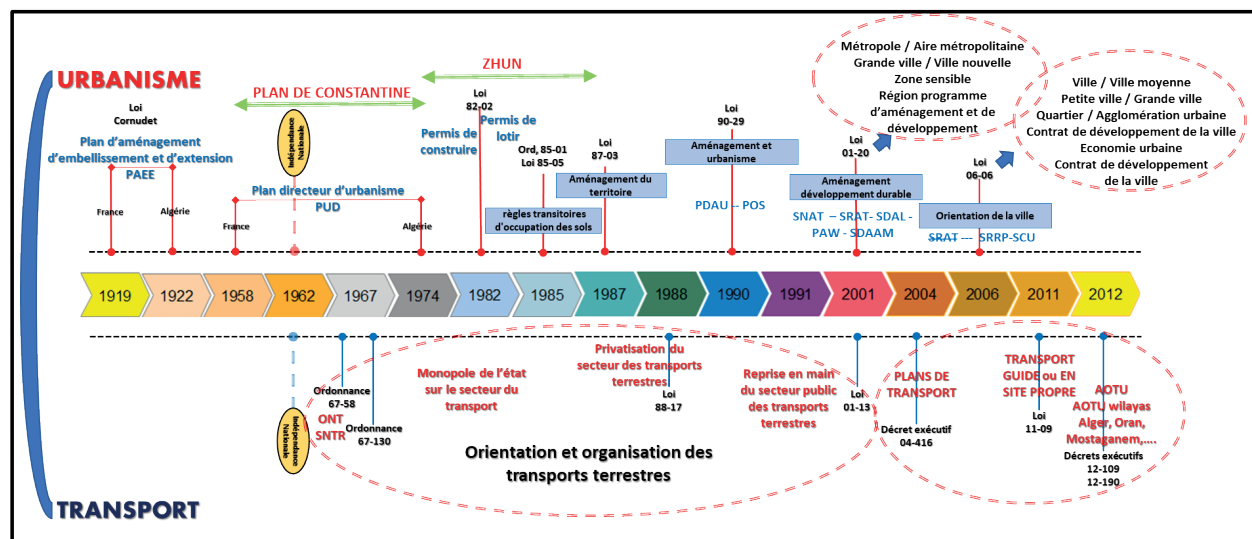 URBANISME
Loi
Cornudet
Plan d'aménagement
d'embellissement et d'extension
PAEE
France
Algérie
PLAN DE CONSTANTINE
Indépendance
Nationale
Plan directeur d'urbanisme
PUD
France
Algérie
ZHUN
Loi
82-02
Permis de
construire
Permis de
lotir
Ord, 85-01
Loi 85-05
règles transitoires
d'occupation des sols
Loi
87-03
Aménagement du
territoire
Loi
90-29
Aménagement et
urbanisme
PDAU -- POS
Métropole / Aire métropolitaine
Grande ville / Ville nouvelle
Zone sensible
Région programme
d'aménagement et de
développement
Loi
01-20
Aménagement
développement durable
SNAT – SRAT- SDAL -
PAW - SDAAM
Ville / Ville moyenne
Petite ville / Grande ville
Quartier / Agglomération urbaine
Contrat de développement de la ville
Economie urbaine
Contrat de développement
de la ville
Loi
06-06
Orientation de la ville
SRAT --- SRRP-SCU
1919 1922 1958 1962 1967 1974 1982 1985 1987 1988 1990 1991 2001 2004 2006 2011 2012
Indépendance
Nationale
Ordonnance
67-58
ONT
SNTR
Ordonnance
67-130
Monopole de l'état
sur le secteur du
transport
Privatisation du
secteur des transports
terrestres
Loi
88-17
Reprise en main
du secteur public
des transports
terrestres
Loi
01-13
Orientation et organisation des
transports terrestres
PLANS DE
TRANSPORT
Décret exécutif
04-416
TRANSPORT
GUIDE ou EN
SITE PROPRE
Loi
11-09
AOTU
AOTU wilayas
Alger, Oran,
Mostaganem,....
Décrets exécutifs
12-109
12-190
TRANSPORT